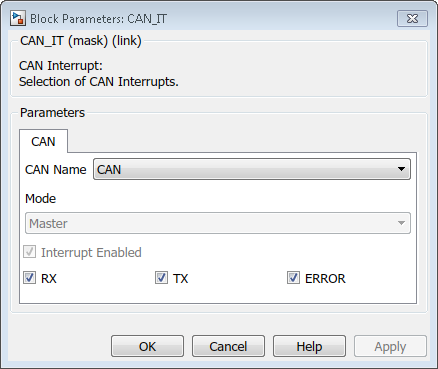 Block Parameters: CAN_IT
CAN_IT (mask) (link)
CAN Interrupt:
Selection of CAN Interrupts.
Parameters
CAN
CAN Name CAN
Mode
Master
Interrupt Enabled
RX TX ERROR
OK Cancel Help Apply